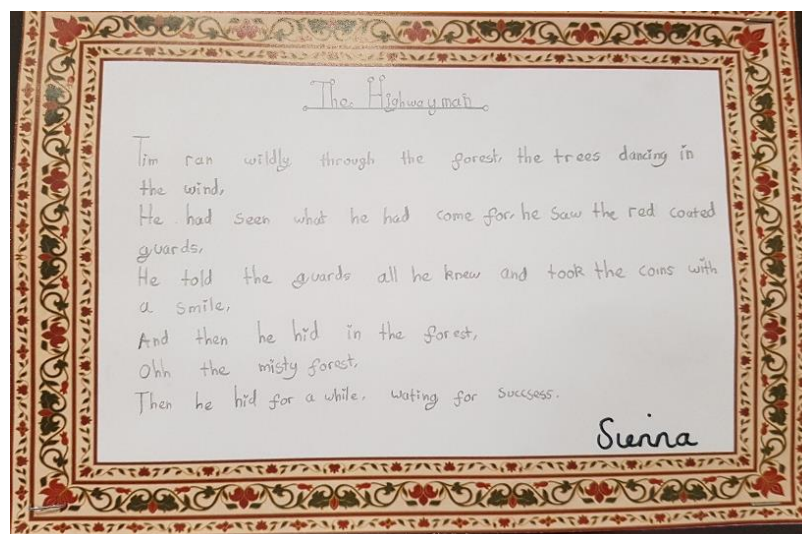 The Highwayman
Tim ran wildly through the forest, the trees dancing in
the wind,
He had seen what he had come for, he saw the red coated
guards,
He told the guards all he knew and took the coins with
a smile,
And then he hid in the forest,
Ohh the misty forest,
Then he hid for a while. wating for succsess.
Sienna